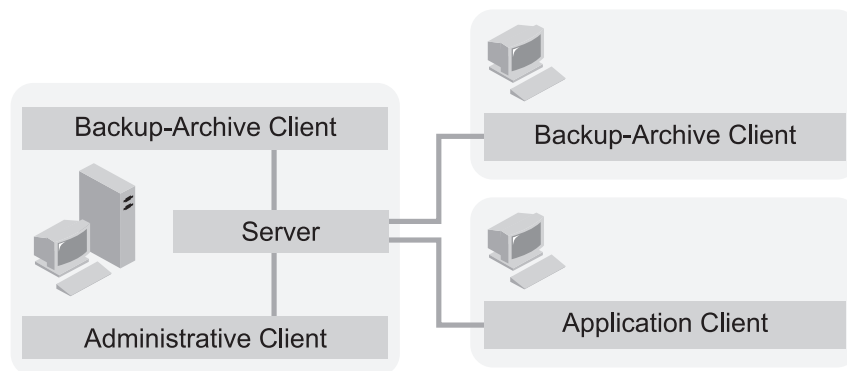 Backup-Archive Client
Server
Administrative Client
Backup-Archive Client
Application Client